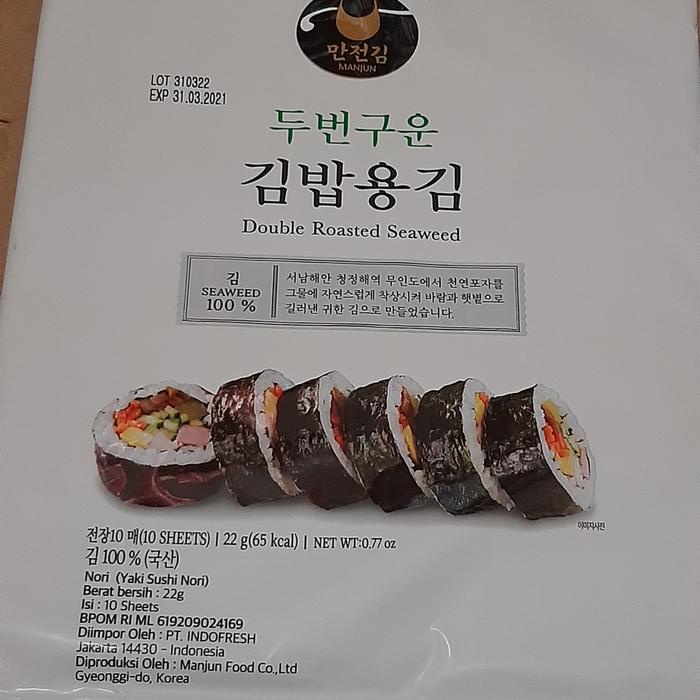 만전김
MANJUN
LOT 310322
EXP 31.03.2021
두번구운
김밥용김
Double Roasted Seaweed
김
SEAWEED
100 %
서남해안 청정해역 무인도에서 천연포자를
그물에 자연스럽게 착상시켜 바람과 햇볕으로
길러낸 귀한 김으로 만들었습니다.
이미지사진
전장10 매(10 SHEETS) | 22 g(65 kcal) | NET WT:0.77 oz
김 100 % (국산)
Nori (Yaki Sushi Nori)
Berat bersih : 22g
Isi : 10 Sheets
BPOM RI ML 619209024169
Diimpor Oleh : PT. INDOFRESH
Jakarta 14430 - Indonesia
Diproduksi Oleh : Manjun Food Co.,Ltd
Gyeonggi-do, Korea